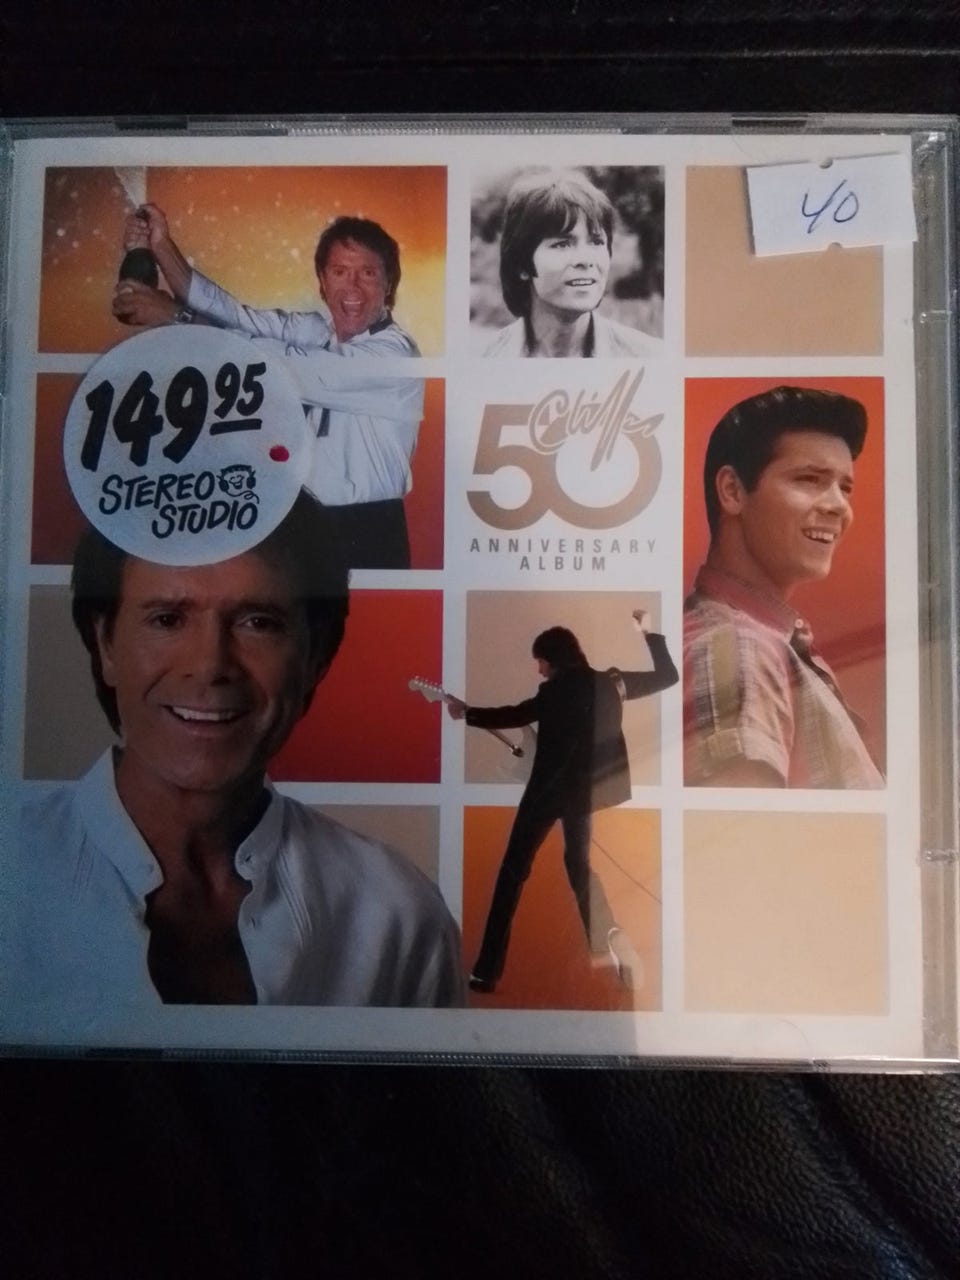 40
149.95
STEREO
STUDIO
Cliff
50
ANNIVERSARY
ALBUM